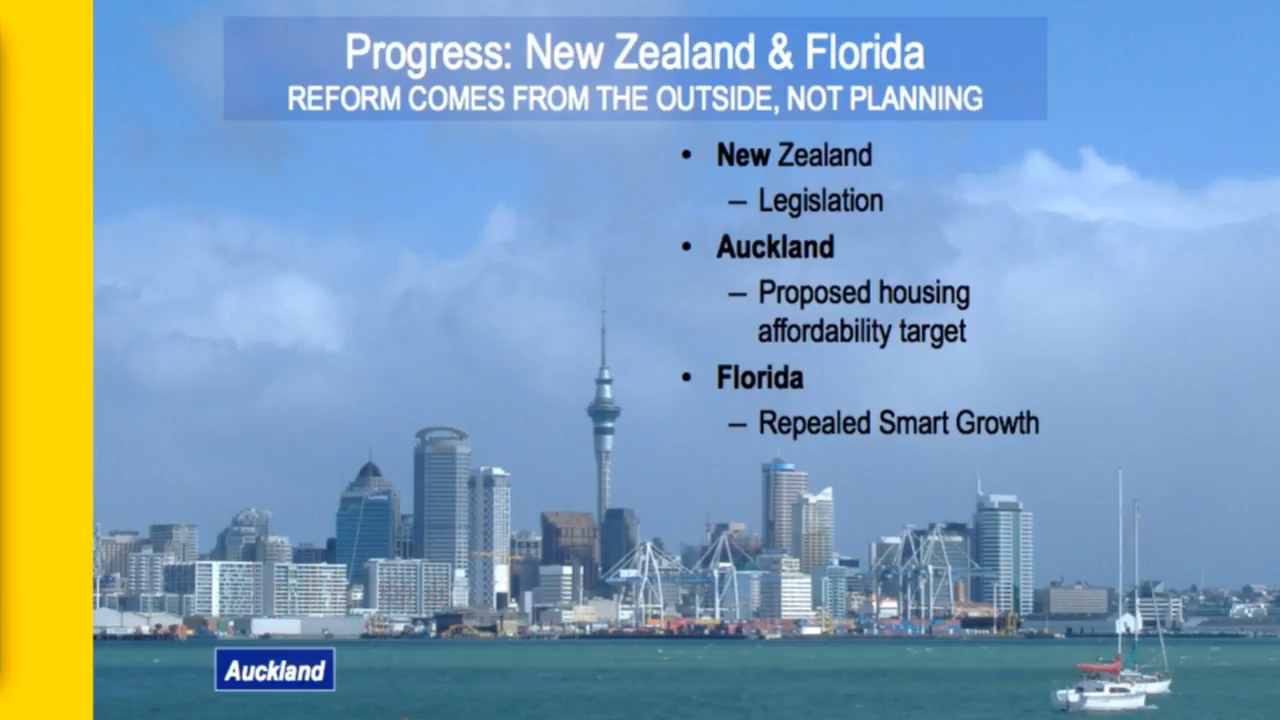 Progress: New Zealand & Florida
REFORM COMES FROM THE OUTSIDE, NOT PLANNING
• New Zealand
– Legislation
• Auckland
– Proposed housing
affordability target
• Florida
– Repealed Smart Growth
Auckland